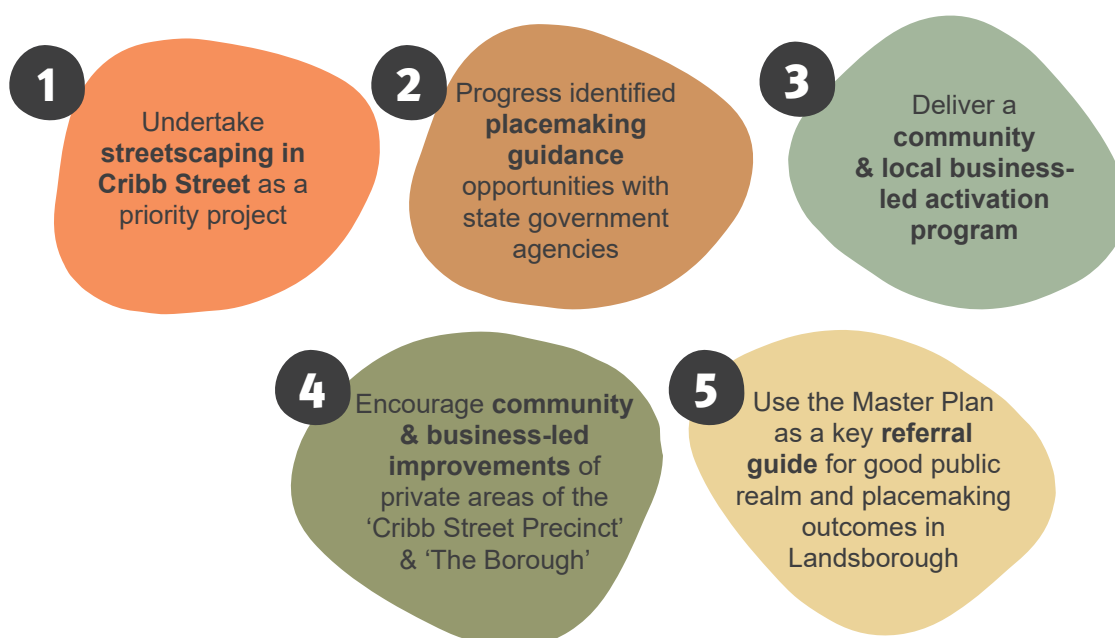 1
Undertake
streetscaping in
Cribb Street as a
priority project
2
Progress identified
placemaking
guidance
opportunities with
state government
agencies
3
Deliver a
community
& local business-
led activation
program
4
Encourage community
& business-led
improvements of
private areas of the
‘Cribb Street Precinct’
& ‘The Borough’
5
Use the Master Plan
as a key referral
guide for good public
realm and placemaking
outcomes in
Landsborough